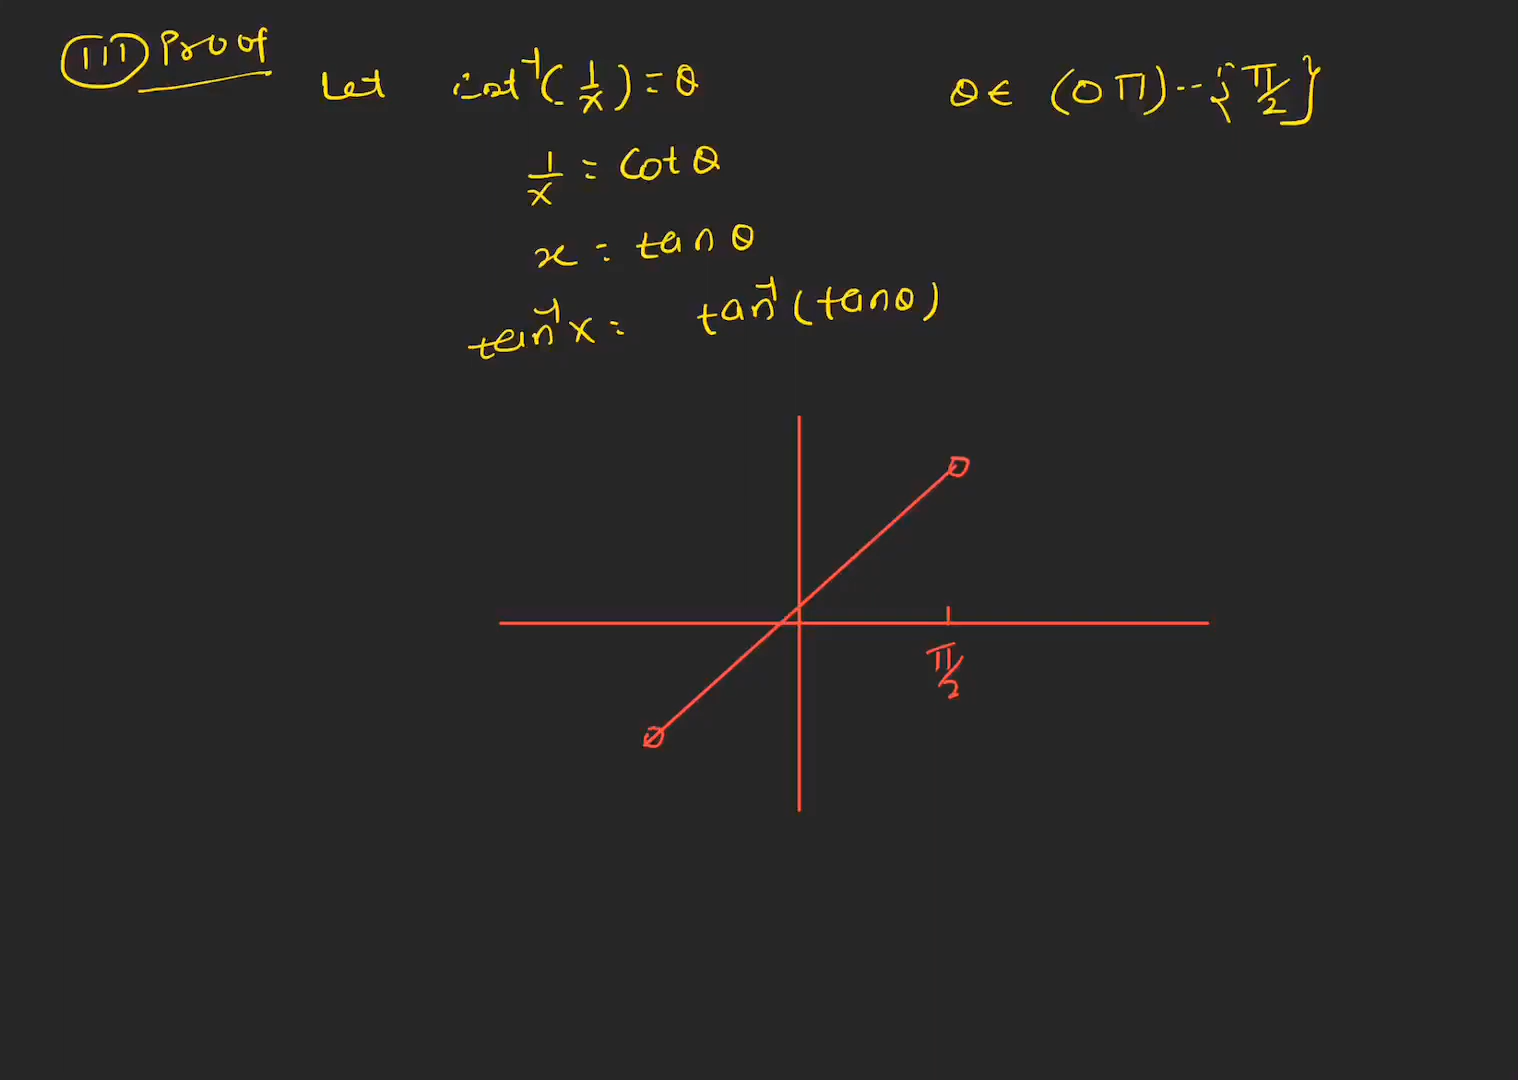 (III) Proof
Let cot⁻¹(1/x) = θ θ ∈ (0 π) -- {π/2}
1/x = cot θ
x = tan θ
tan⁻¹x = tan⁻¹(tanθ)
π/2